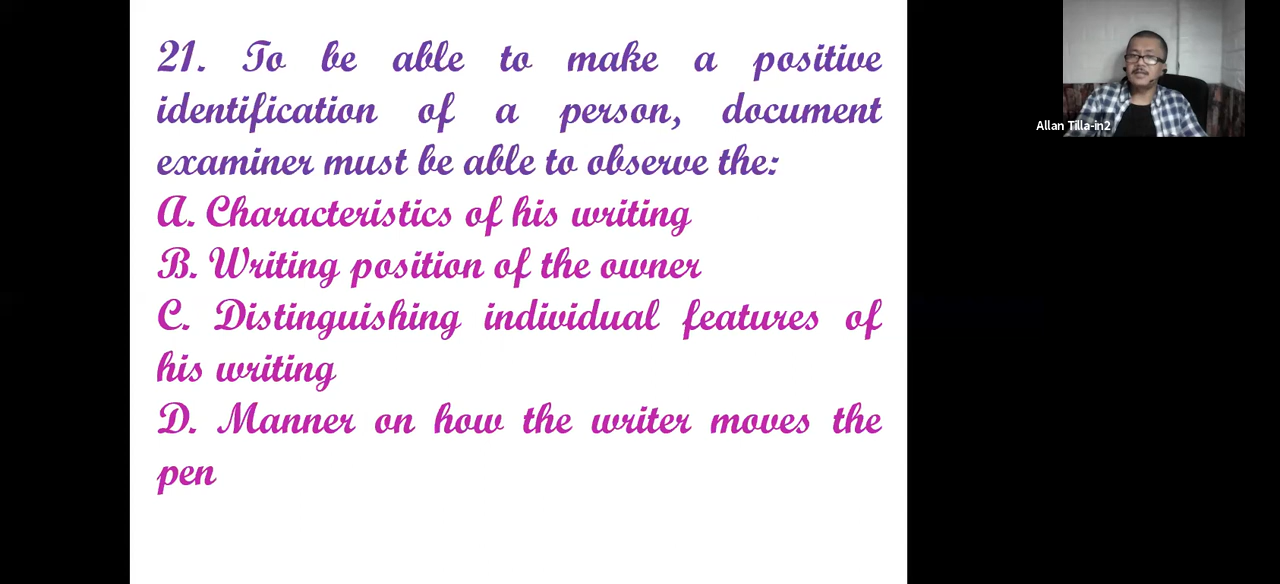 21. To be able to make a positive
identification of a person, document
examiner must be able to observe the:
A. Characteristics of his writing
B. Writing position of the owner
C. Distinguishing individual features of
his writing
D. Manner on how the writer moves the
pen
Allan Tilla-in2